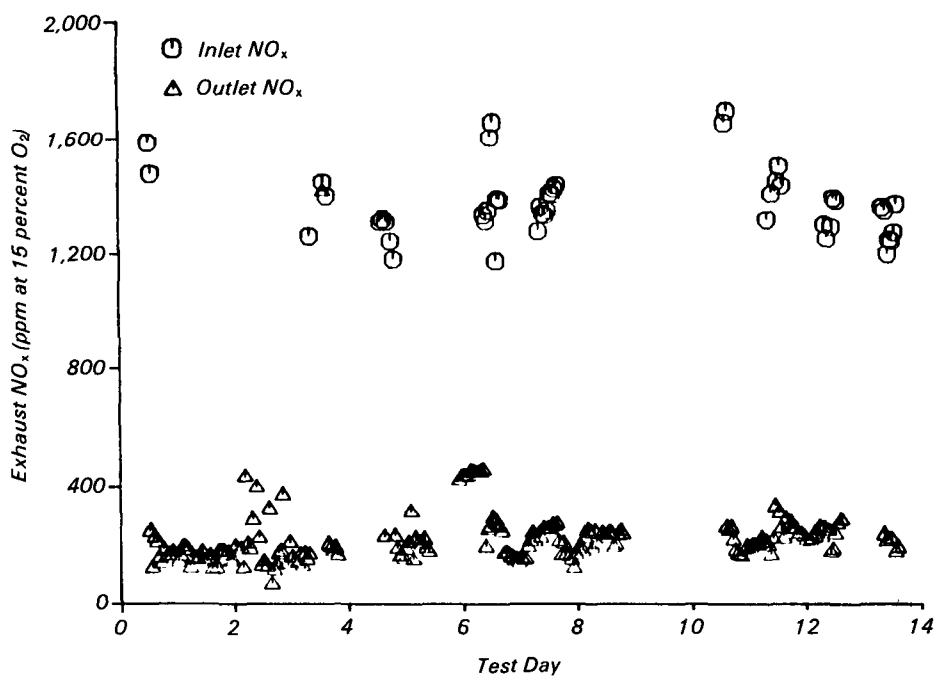 2,000
1,600
1,200
800
400
0
Exhaust NOₓ (ppm at 15 percent O₂)
Inlet NOₓ
Outlet NOₓ
0 2 4 6 8 10 12 14
Test Day